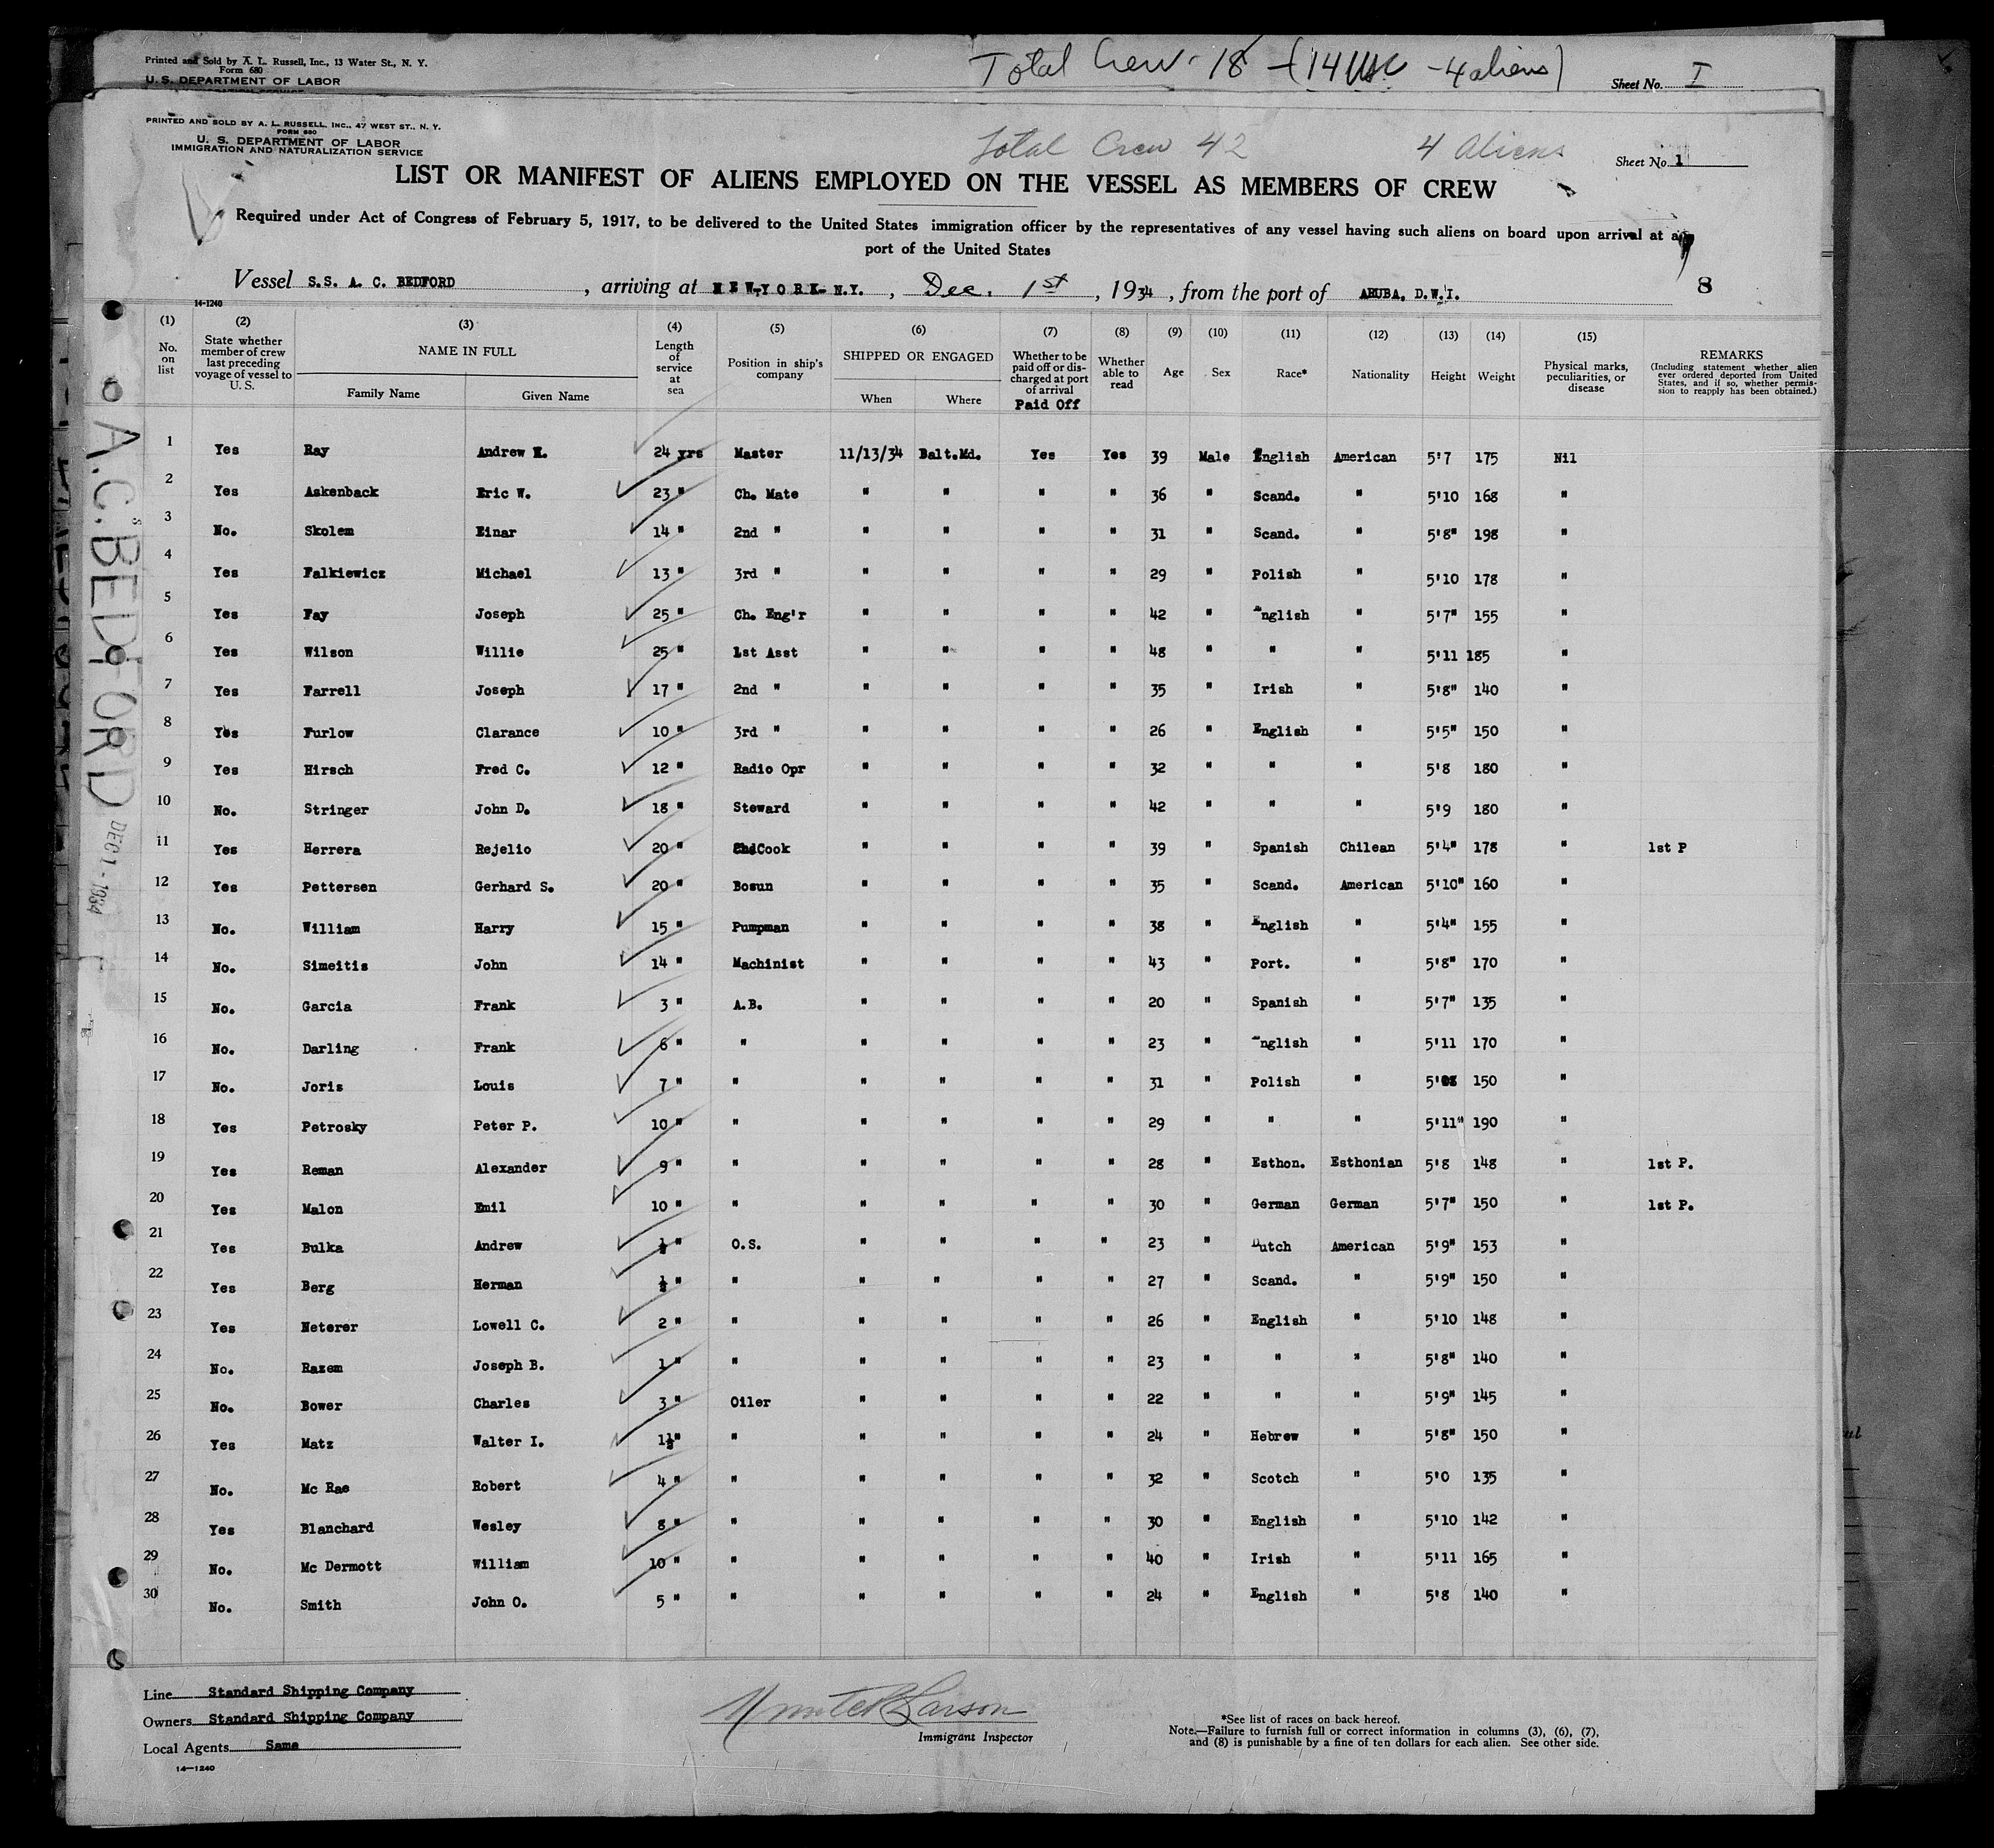 Printed and Sold by A. L. Russell, Inc., 13 Water St., N. Y.
Form 680
U. S. DEPARTMENT OF LABOR
Total Crew - 18 - (14 USC - 4 aliens)
Sheet No. I
PRINTED AND SOLD BY A. L. RUSSELL, INC., 47 WEST ST., N. Y.
FORM 680
U. S. DEPARTMENT OF LABOR
IMMIGRATION AND NATURALIZATION SERVICE
Total Crew 42 4 Aliens
Sheet No. 1
LIST OR MANIFEST OF ALIENS EMPLOYED ON THE VESSEL AS MEMBERS OF CREW
Required under Act of Congress of February 5, 1917, to be delivered to the United States immigration officer by the representatives of any vessel having such aliens on board upon arrival at a
port of the United States
Vessel S.S. A. C. BEDFORD, arriving at NEW YORK N.Y., Dec. 1st, 1934, from the port of ARUBA, D.W.I. 8
14-1240
(1) (2) (3) (4) (5) (6) (7) (8) (9) (10) (11) (12) (13) (14) (15)
No. on list | State whether member of crew last preceding voyage of vessel to U. S. | NAME IN FULL | Family Name | Given Name | Length of service at sea | Position in ship's company | SHIPPED OR ENGAGED | When | Where | Whether to be paid off or discharged at port of arrival Paid Off | Whether able to read | Age | Sex | Race* | Nationality | Height | Weight | Physical marks, peculiarities, or disease | REMARKS (Including statement whether alien ever ordered deported from United States, and if so, whether permission to reapply has been obtained.)
1 Yes Ray Andrew K. 24 yrs Master 11/13/34 Balt.Md. Yes Yes 39 Male English American 5'7 175 Nil
2 Yes Askenback Eric W. 23 " Ch. Mate " " " " 36 " Scand. " 5'10 168 "
3 No. Skolem Einar 14 " 2nd " " " " " 31 " Scand. " 5'8" 198 "
4 Yes Falkiewicz Michael 13 " 3rd " " " " " 29 " Polish " 5'10 178 "
5 Yes Fay Joseph 25 " Ch. Eng'r " " " " 42 " English " 5'7" 155 "
6 Yes Wilson Willie 25 " 1st Asst " " " " 48 " " " 5'11 185 "
7 Yes Farrell Joseph 17 " 2nd " " " " " 35 " Irish " 5'8" 140 "
8 Yes Furlow Clarance 10 " 3rd " " " " " 26 " English " 5'5" 150 "
9 Yes Hirsch Fred C. 12 " Radio Opr " " " " 32 " " " 5'8 180 "
10 No. Stringer John D. 18 " Steward " " " " 42 " " " 5'9 180 "
11 Yes Herrera Rejelio 20 " Cook " " " " 39 " Spanish Chilean 5'4" 178 " 1st P
12 Yes Pettersen Gerhard S. 20 " Bosun " " " " 35 " Scand. American 5'10" 160 "
13 No. William Harry 15 " Pumpman " " " " 38 " English " 5'4" 155 "
14 No. Simeitis John 14 " Machinist " " " " 43 " Port. " 5'8" 170 "
15 No. Garcia Frank 3 " A.B. " " " " 20 " Spanish " 5'7" 135 "
16 No. Darling Frank 6 " " " " " " 23 " English " 5'11 170 "
17 No. Joris Louis 7 " " " " " " 31 " Polish " 5' 150 "
18 Yes Petrosky Peter P. 10 " " " " " " 29 " " " 5'11" 190 "
19 Yes Reman Alexander 9 " " " " " " 28 " Esthon. Esthonian 5'8 148 " 1st P.
20 Yes Malon Emil 10 " " " " " " 30 " German German 5'7" 150 " 1st P.
21 Yes Bulka Andrew ½ " O.S. " " " " 23 " Dutch American 5'9" 153 "
22 Yes Berg Herman ½ " " " " " " 27 " Scand. " 5'9" 150 "
23 Yes Neterer Lowell C. 2 " " " " " " 26 " English " 5'10 148 "
24 No. Razem Joseph B. 1 " " " " " " 23 " " " 5'8" 140 "
25 No. Bower Charles 3 " Oiler " " " " 22 " " " 5'9" 145 "
26 Yes Matz Walter I. 1½" " " " " " 24 " Hebrew " 5'8" 150 "
27 No. Mc Rae Robert 4 " " " " " " 32 " Scotch " 5'0 135 "
28 Yes Blanchard Wesley 8 " " " " " " 30 " English " 5'10 142 "
29 No. Mc Dermott William 10 " " " " " " 40 " Irish " 5'11 165 "
30 No. Smith John O. 5 " " " " " " 24 " English " 5'8 140 "
A.C. BEDFORD
DEC 1 - 1934
Line Standard Shipping Company
Owners Standard Shipping Company
Local Agents Same
14-1240
Larson
Immigrant Inspector
*See list of races on back hereof.
Note.—Failure to furnish full or correct information in columns (3), (6), (7),
and (8) is punishable by a fine of ten dollars for each alien. See other side.